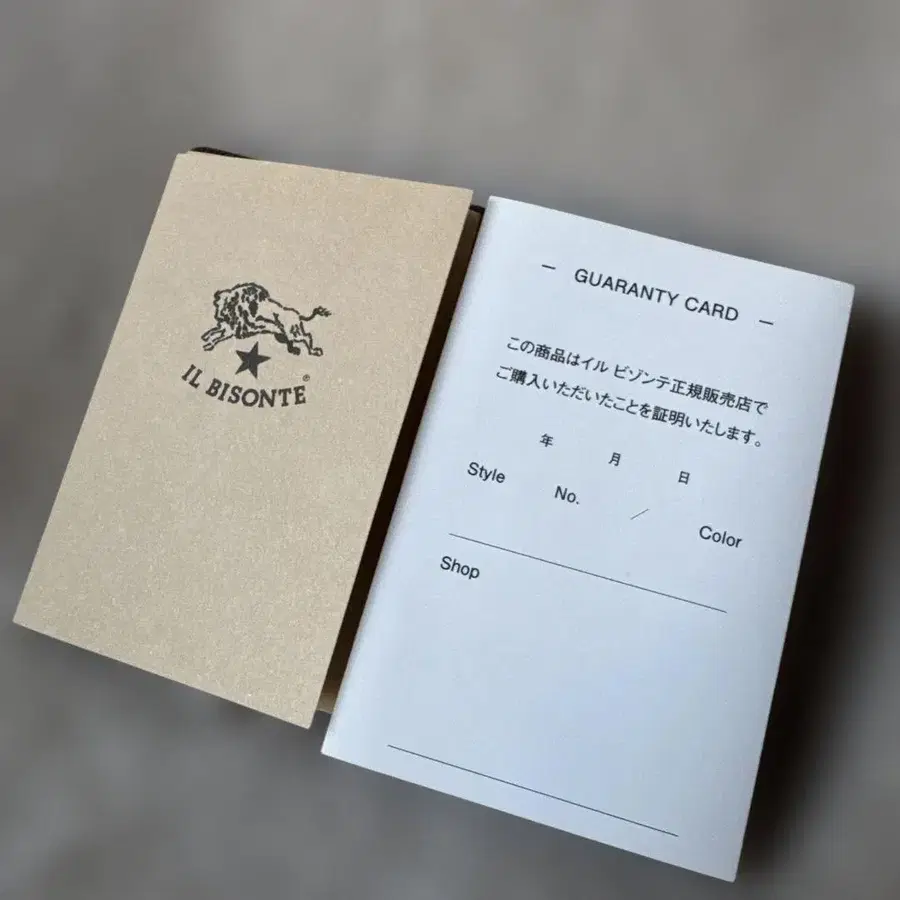 IL BISONTE®
— GUARANTY CARD —
この商品はイル ビゾンテ正規販売店で
ご購入いただいたことを証明いたします。
年 月 日
Style No. / Color
Shop